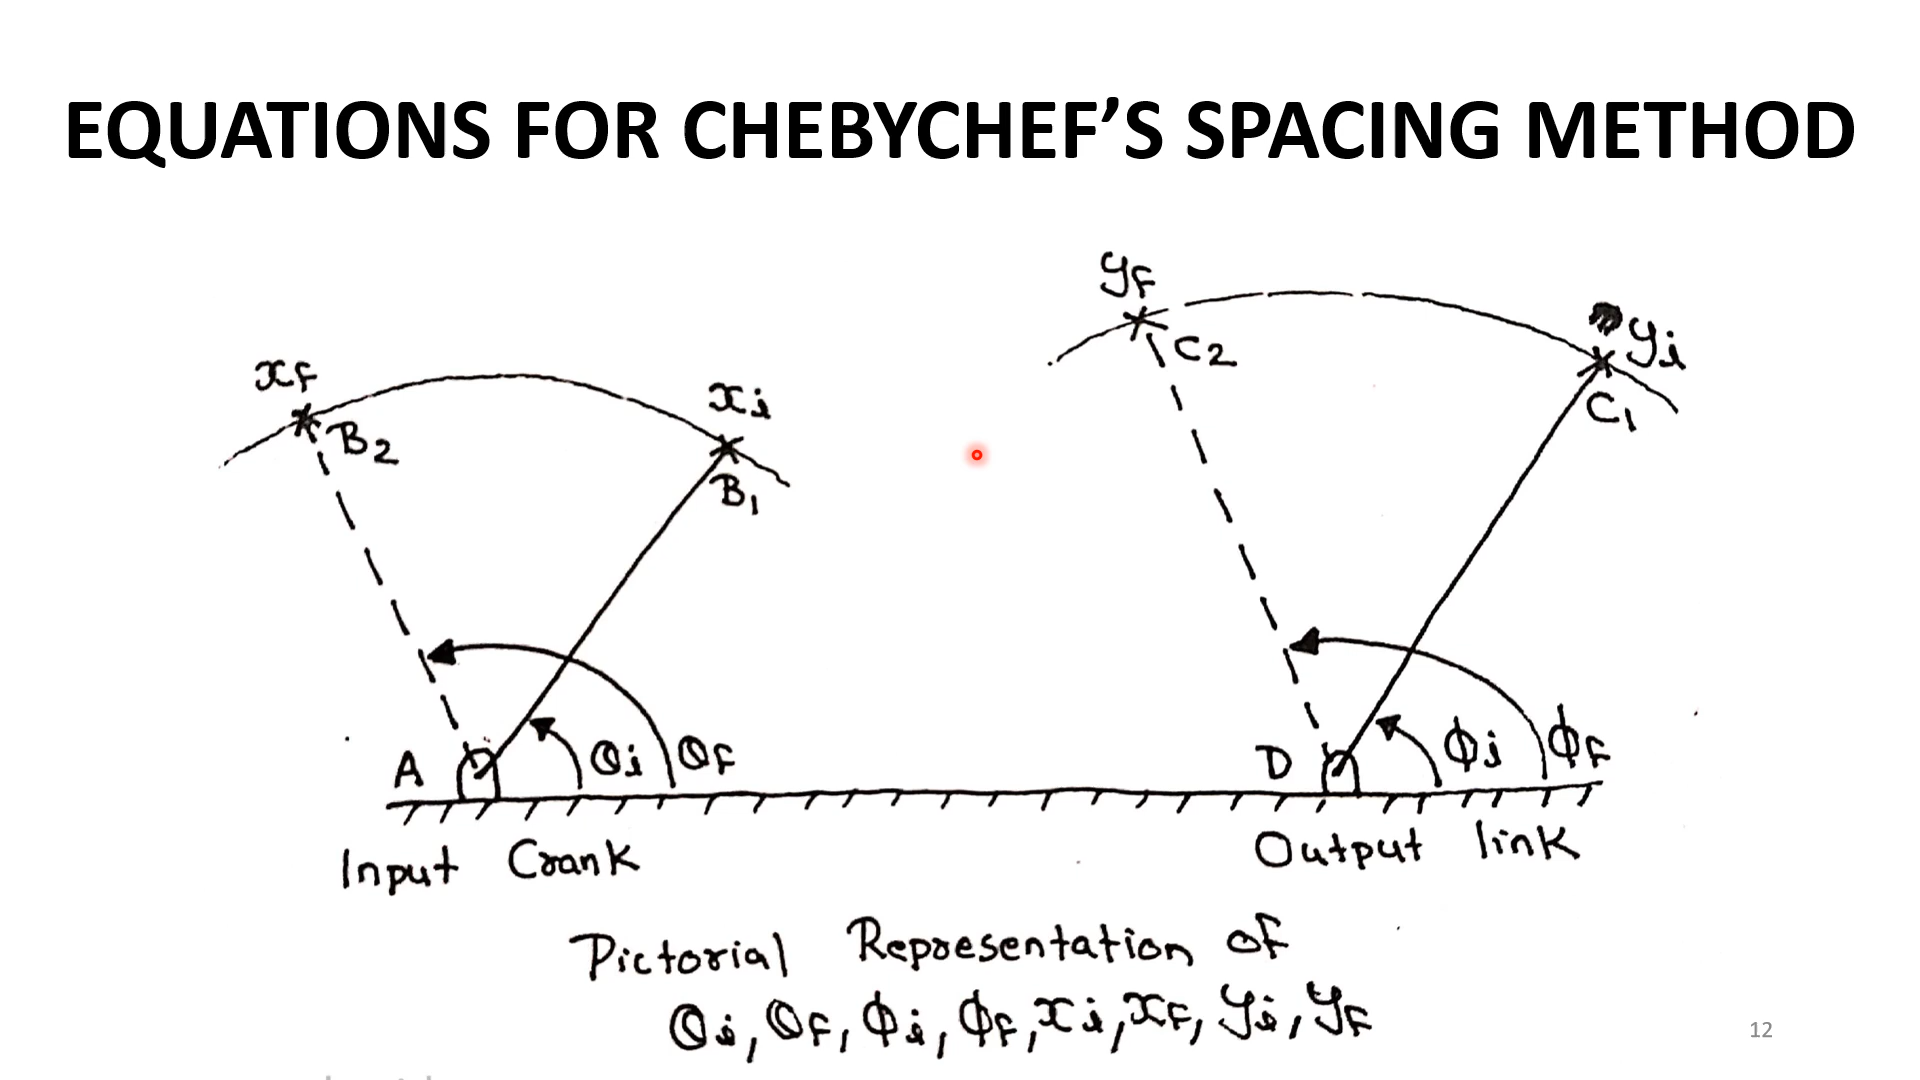 EQUATIONS FOR CHEBYCHEF’S SPACING METHOD
yF
yi
C2
xF
xi
C1
B2
B1
A
θi
θF
D
ϕi
ϕF
Input Crank
Output link
Pictorial Representation of
θi, θF, ϕi, ϕF, xi, xF, yi, yF
12